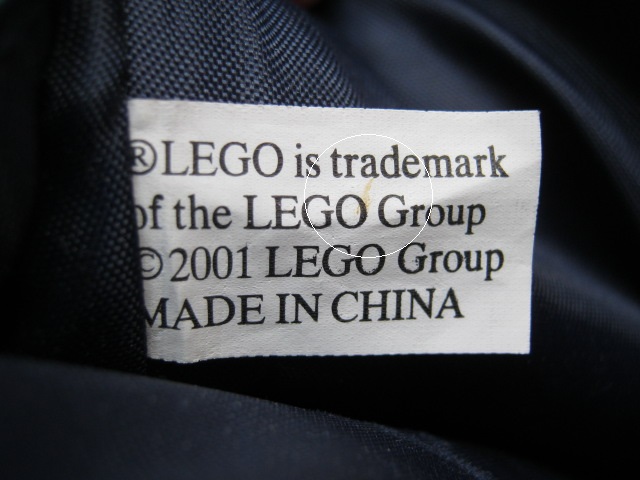 ®LEGO is trademark
of the LEGO Group
© 2001 LEGO Group
MADE IN CHINA